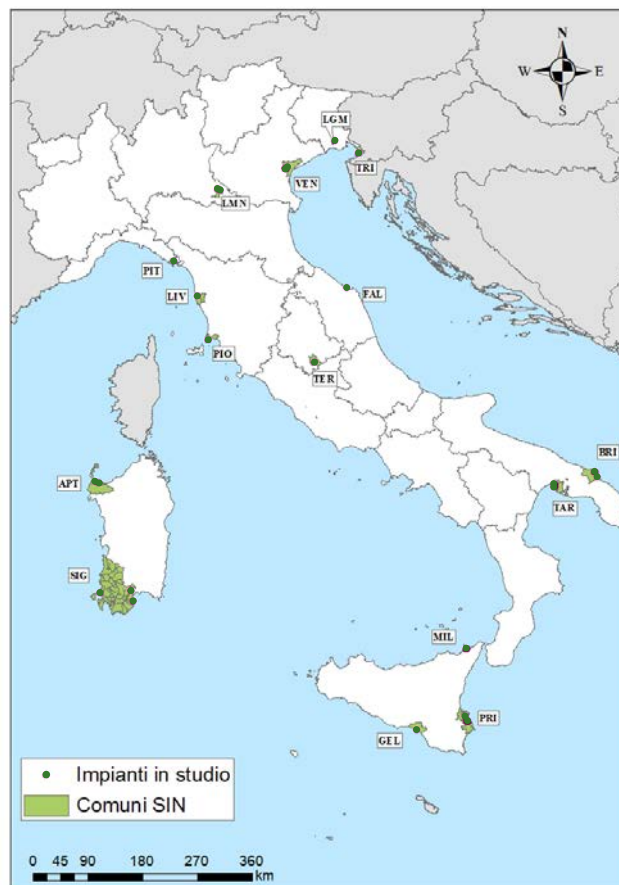 N
W E
S
LGM
TRI
VEN
LMN
PIT
LIV
FAL
PIO
TER
BRI
APT
TAR
SIG
MIL
PRI
GEL
Impianti in studio
Comuni SIN
0 45 90 180 270 360
km